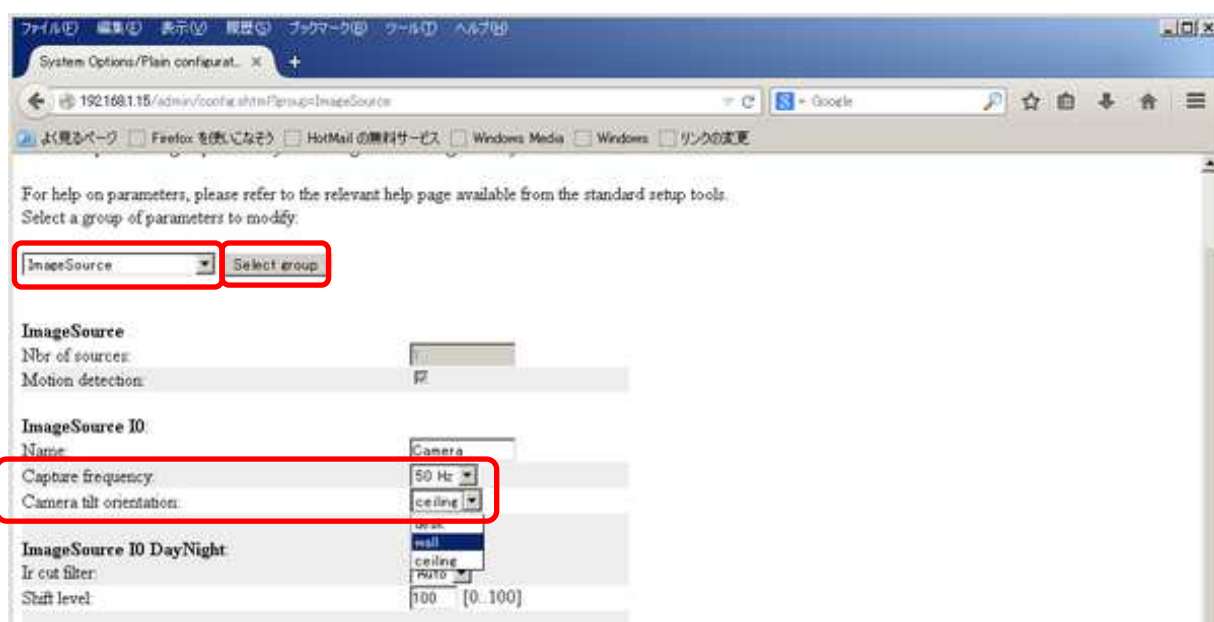 ファイル(F) 編集(E) 表示(V) 履歴(S) ブックマーク(B) ツール(T) ヘルプ(H)
System Options/Plain configurat... × +
192.168.1.15/admin/config.shtml?group=ImageSource Google
よく見るページ Firefox を使いこなそう HotMail の無料サービス Windows Media Windows リンクの変更
For help on parameters, please refer to the relevant help page available from the standard setup tools.
Select a group of parameters to modify:
ImageSource Select group
ImageSource
Nbr of sources:
Motion detection:
ImageSource I0:
Name: Camera
Capture frequency: 50 Hz
Camera tilt orientation: ceiling
desk
wall
ImageSource I0 DayNight:
ceiling
Ir cut filter: Auto
Shift level: 100 [0..100]